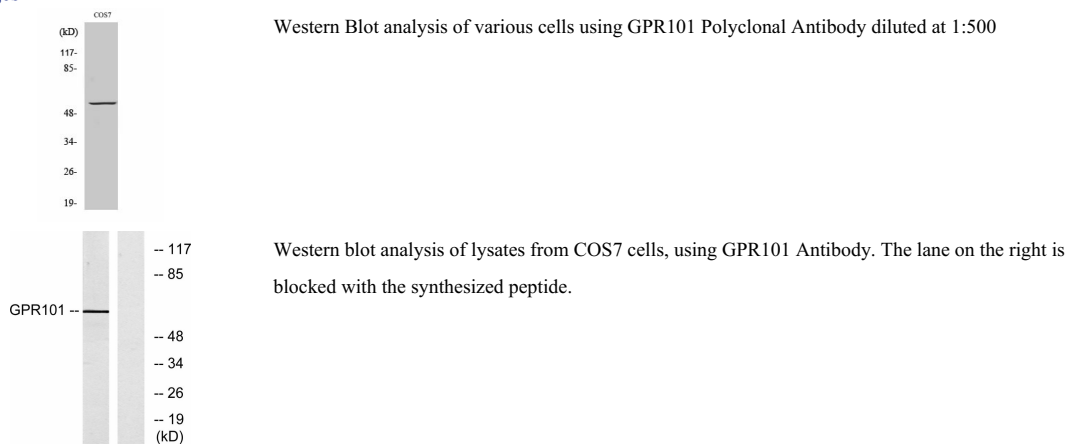 COS7
(kD)
117-
85-
48-
34-
26-
19-
Western Blot analysis of various cells using GPR101 Polyclonal Antibody diluted at 1:500
GPR101 --
-- 117
-- 85
-- 48
-- 34
-- 26
-- 19
(kD)
Western blot analysis of lysates from COS7 cells, using GPR101 Antibody. The lane on the right is
blocked with the synthesized peptide.